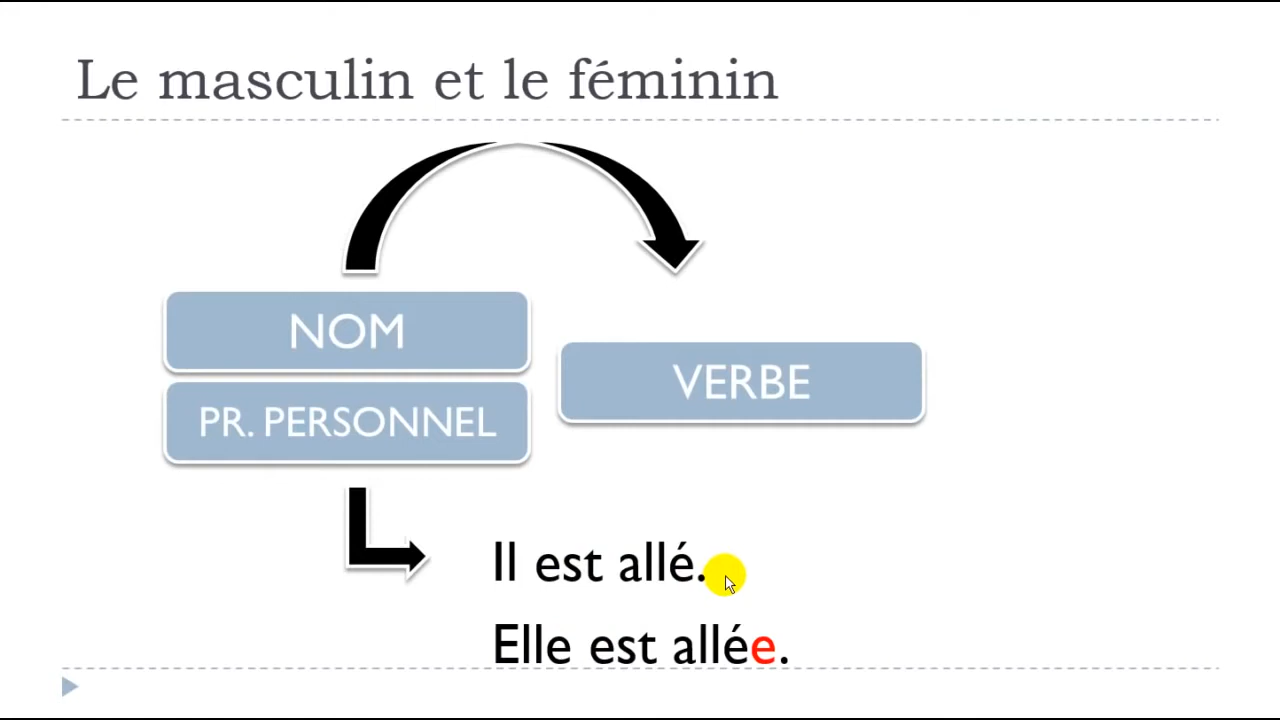 Le masculin et le féminin
NOM
PR. PERSONNEL
VERBE
Il est allé.
Elle est allée.